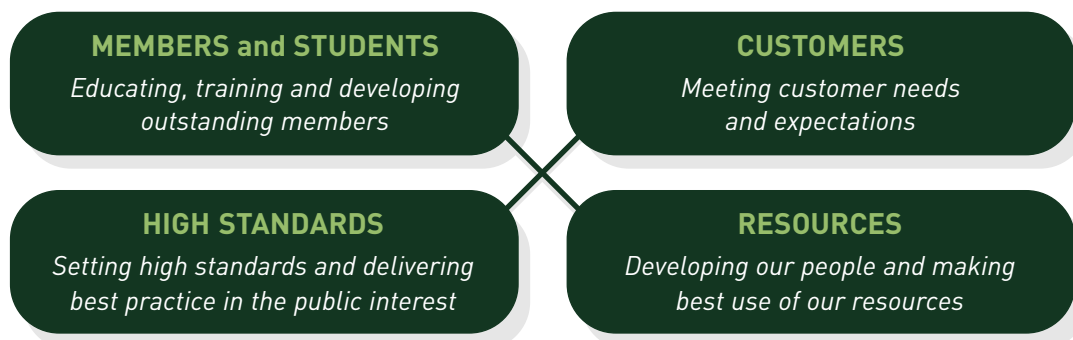 MEMBERS and STUDENTS
Educating, training and developing
outstanding members
CUSTOMERS
Meeting customer needs
and expectations
HIGH STANDARDS
Setting high standards and delivering
best practice in the public interest
RESOURCES
Developing our people and making
best use of our resources